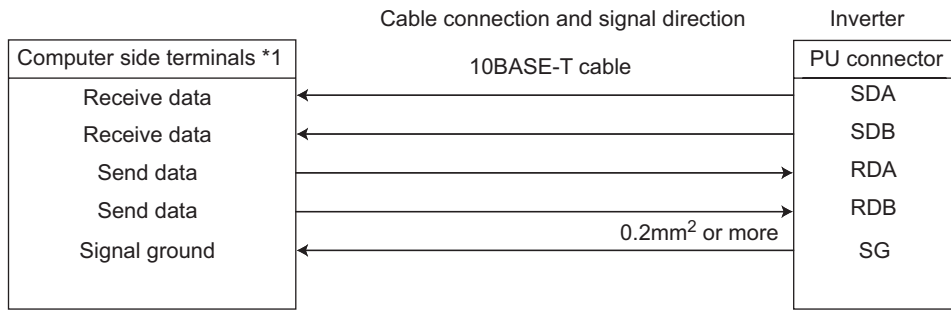 Cable connection and signal direction Inverter
Computer side terminals *1 10BASE-T cable PU connector
Receive data SDA
Receive data SDB
Send data RDA
Send data RDB
0.2mm² or more
Signal ground SG